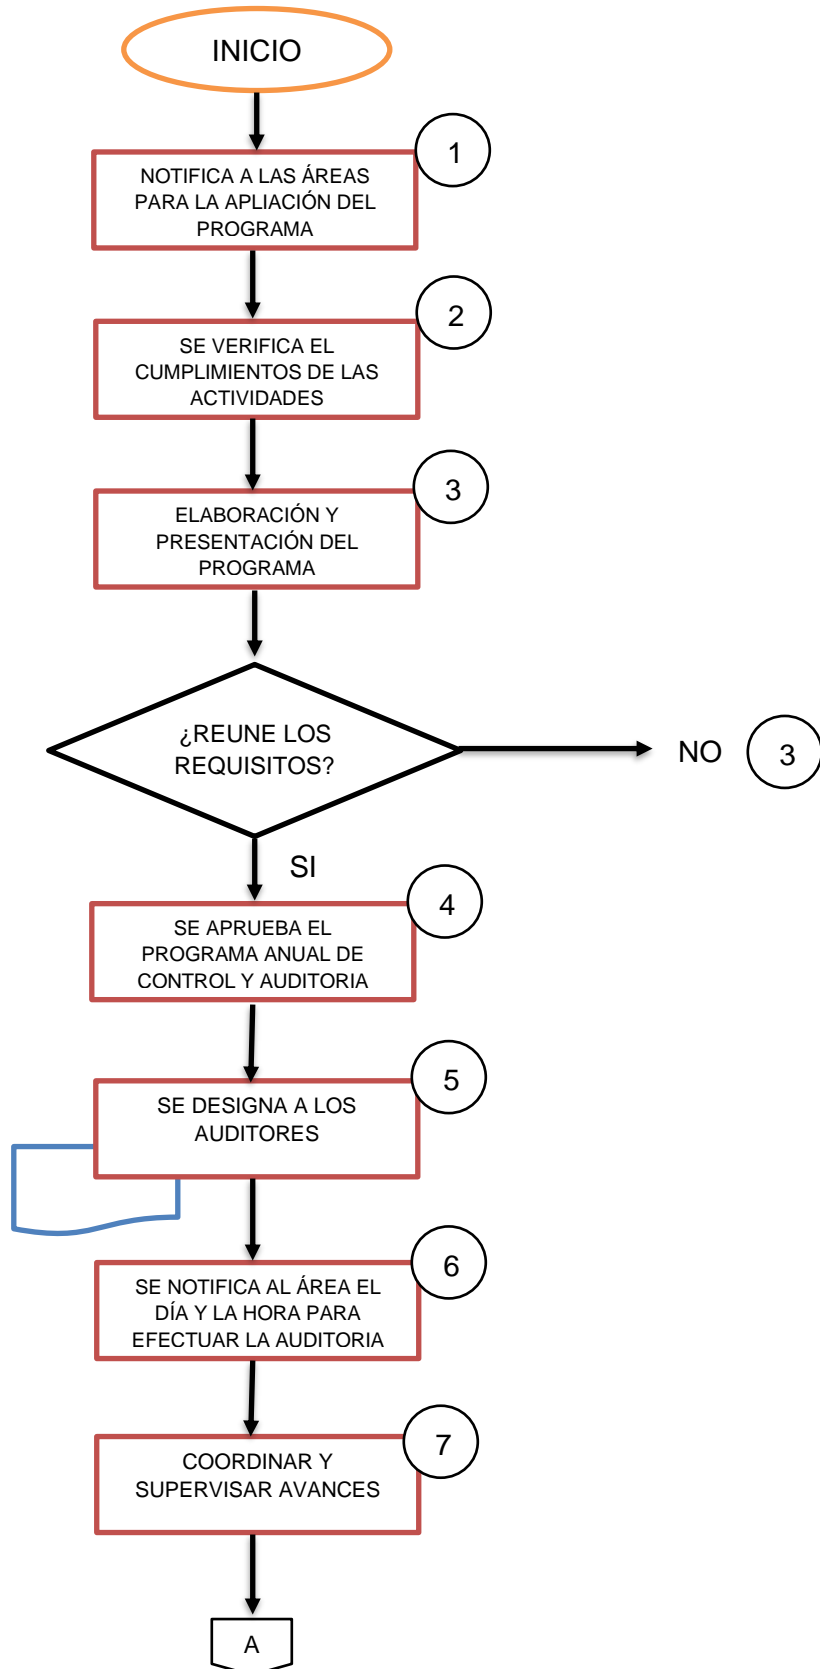 INICIO
1
NOTIFICA A LAS ÁREAS
PARA LA APLIACIÓN DEL
PROGRAMA
2
SE VERIFICA EL
CUMPLIMIENTOS DE LAS
ACTIVIDADES
3
ELABORACIÓN Y
PRESENTACIÓN DEL
PROGRAMA
¿REUNE LOS
REQUISITOS?
NO 3
SI
4
SE APRUEBA EL
PROGRAMA ANUAL DE
CONTROL Y AUDITORIA
5
SE DESIGNA A LOS
AUDITORES
6
SE NOTIFICA AL ÁREA EL
DÍA Y LA HORA PARA
EFECTUAR LA AUDITORIA
7
COORDINAR Y
SUPERVISAR AVANCES
A